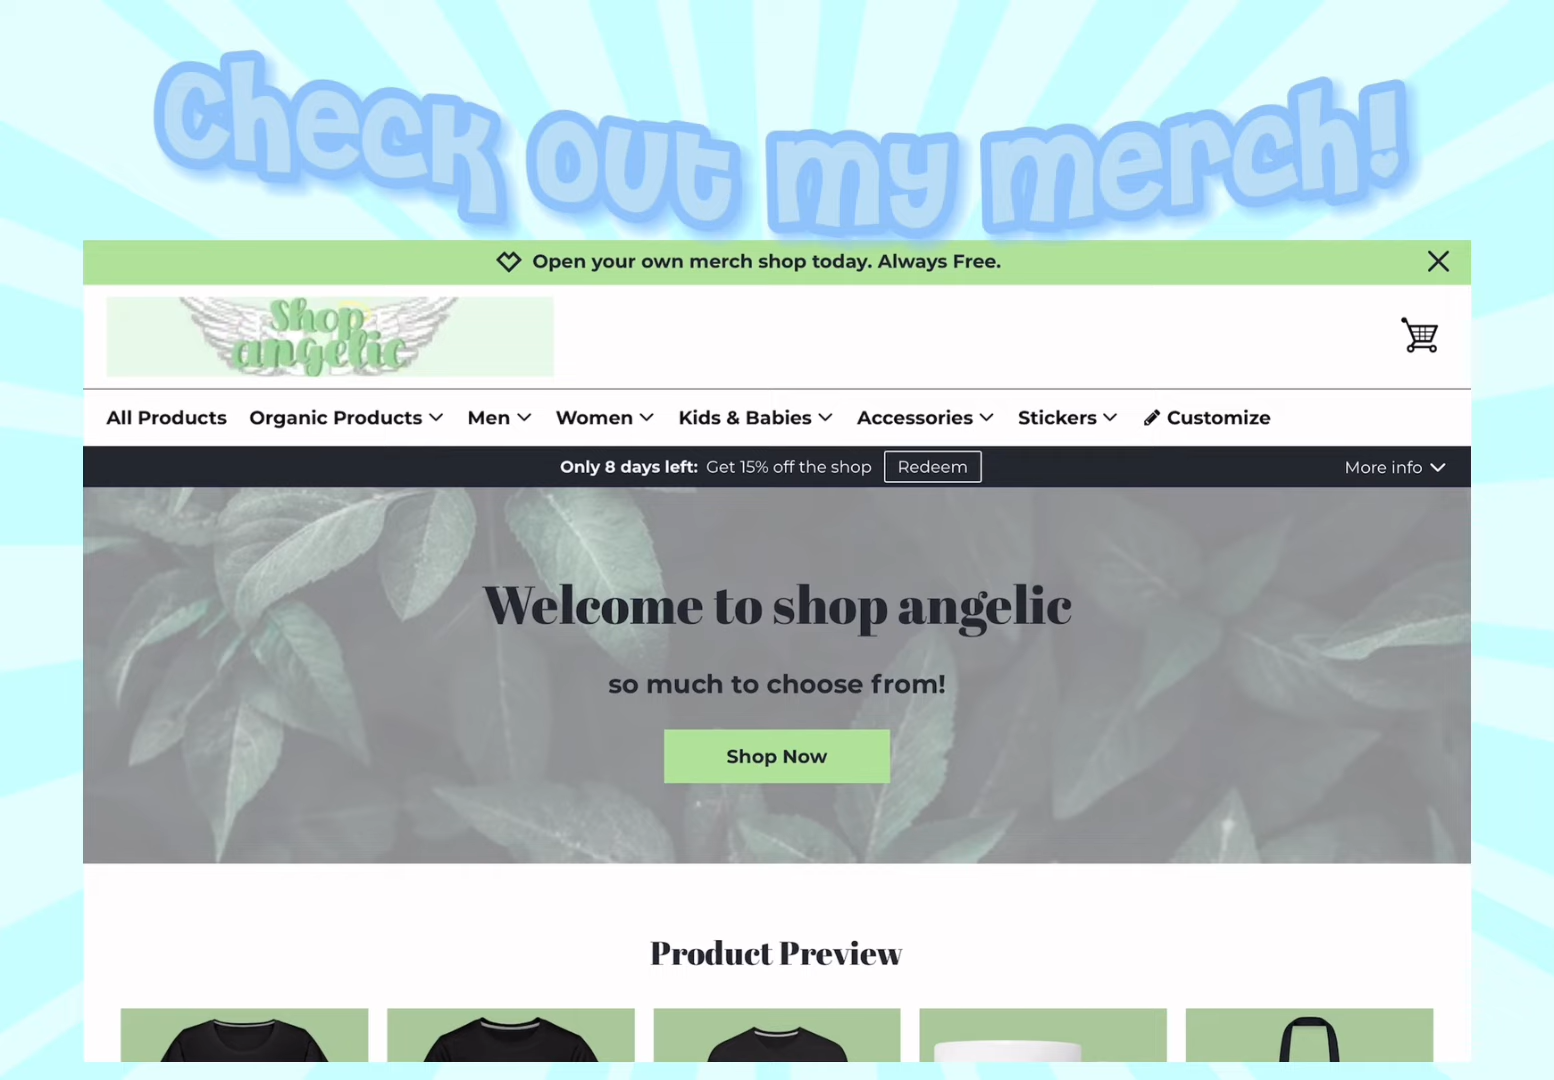 check out my merch!
Open your own merch shop today. Always Free.
shop
angelic
All Products Organic Products Men Women Kids & Babies Accessories Stickers Customize
Only 8 days left: Get 15% off the shop Redeem More info
Welcome to shop angelic
so much to choose from!
Shop Now
Product Preview